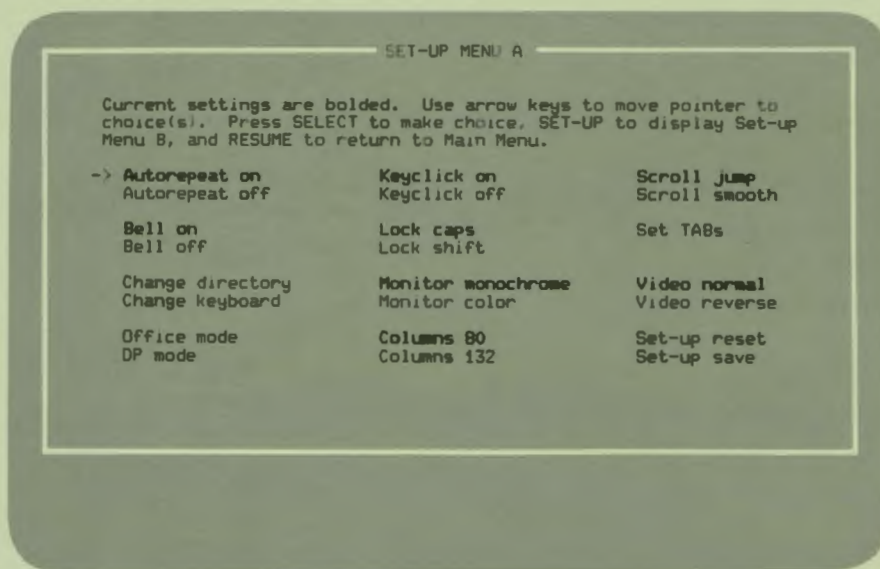 SET-UP MENU A
Current settings are bolded. Use arrow keys to move pointer to
choice(s). Press SELECT to make choice, SET-UP to display Set-up
Menu B, and RESUME to return to Main Menu.
-> Autorepeat on Keyclick on Scroll jump
Autorepeat off Keyclick off Scroll smooth
Bell on Lock caps Set TABs
Bell off Lock shift
Change directory Monitor monochrome Video normal
Change keyboard Monitor color Video reverse
Office mode Columns 80 Set-up reset
DP mode Columns 132 Set-up save